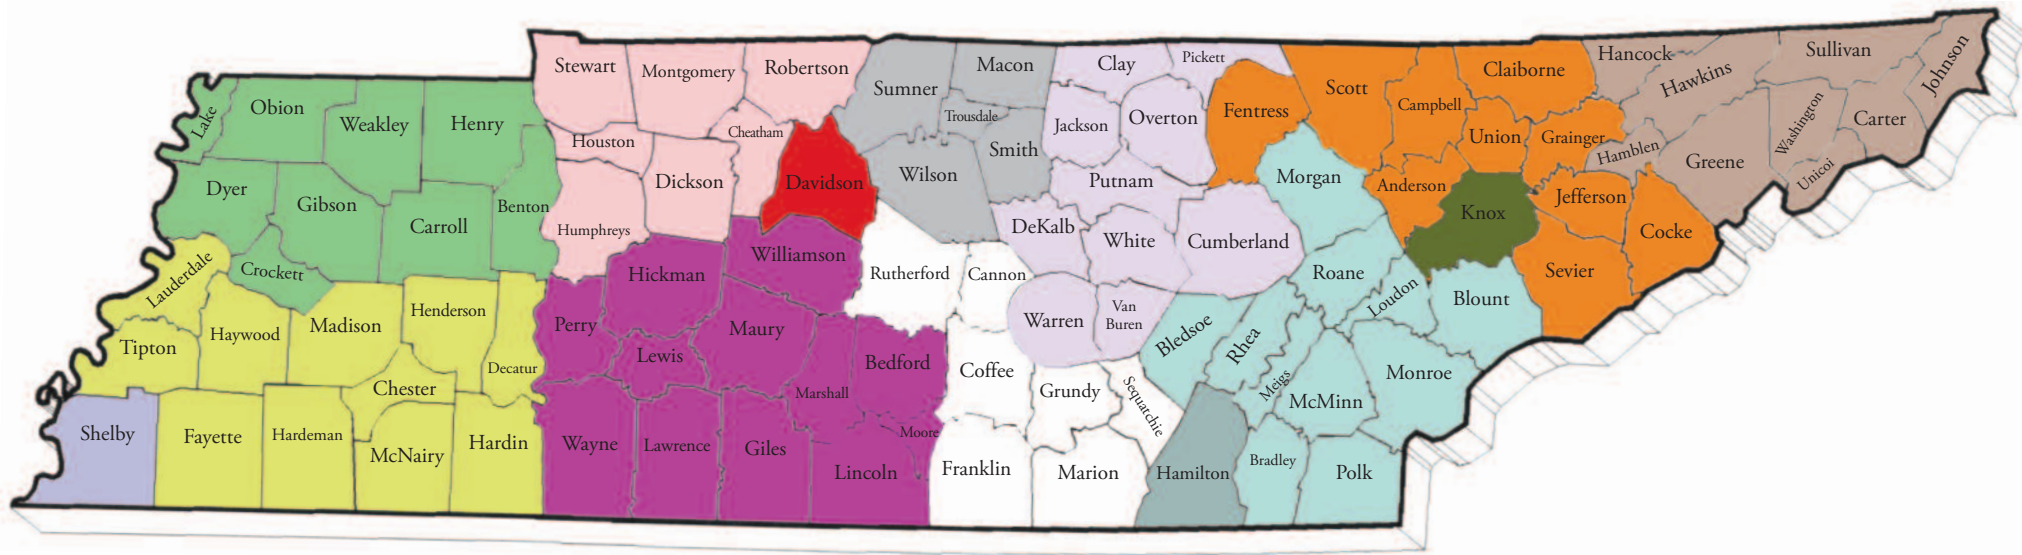 Lake
Obion
Weakley
Henry
Dyer
Gibson
Carroll
Benton
Crockett
Lauderdale
Tipton
Haywood
Madison
Henderson
Decatur
Chester
Shelby
Fayette
Hardeman
McNairy
Hardin
Stewart
Montgomery
Robertson
Houston
Cheatham
Dickson
Humphreys
Davidson
Perry
Hickman
Williamson
Lewis
Maury
Marshall
Bedford
Moore
Wayne
Lawrence
Giles
Lincoln
Sumner
Macon
Trousdale
Smith
Wilson
Rutherford
Cannon
Coffee
Grundy
Sequatchie
Franklin
Marion
Clay
Pickett
Jackson
Overton
Putnam
DeKalb
White
Cumberland
Warren
Van
Buren
Fentress
Scott
Campbell
Claiborne
Union
Grainger
Anderson
Jefferson
Cocke
Sevier
Knox
Morgan
Roane
Loudon
Blount
Bledsoe
Rhea
Meigs
McMinn
Monroe
Hamilton
Bradley
Polk
Hancock
Hawkins
Sullivan
Johnson
Hamblen
Greene
Washington
Unicoi
Carter